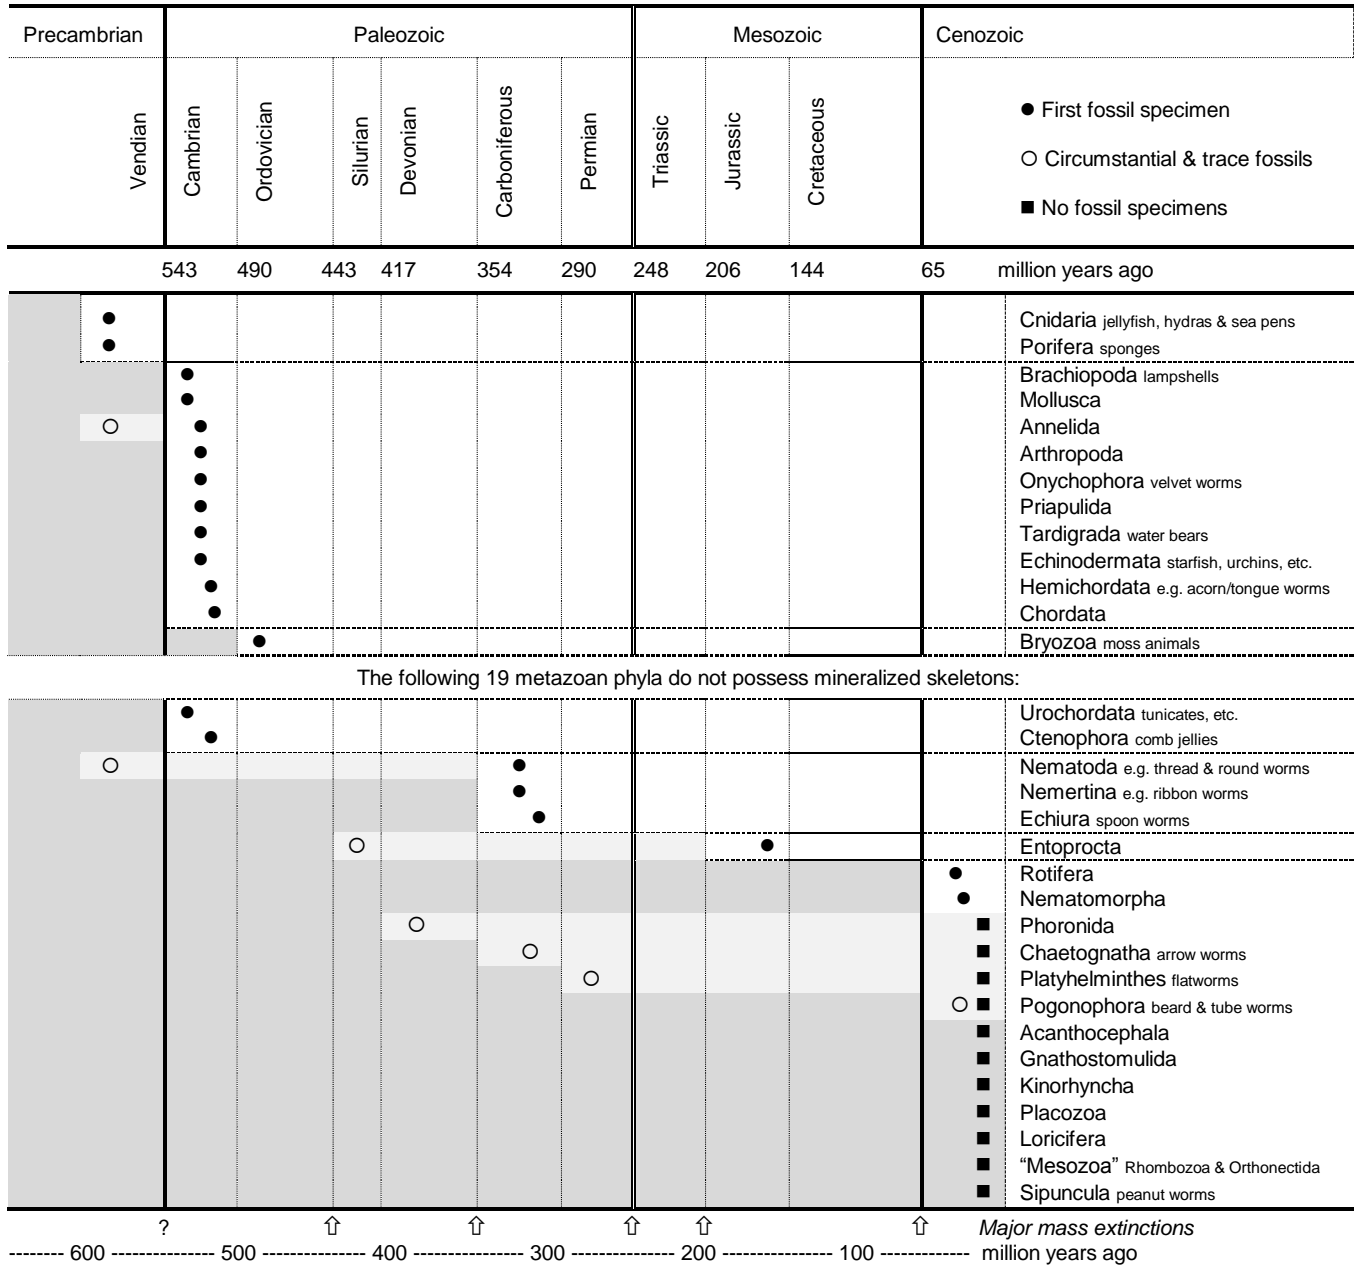 Precambrian Paleozoic Mesozoic Cenozoic
Vendian
Cambrian
Ordovician
Silurian
Devonian
Carboniferous
Permian
Triassic
Jurassic
Cretaceous
● First fossil specimen
○ Circumstantial & trace fossils
■ No fossil specimens
543 490 443 417 354 290 248 206 144 65 million years ago
Cnidaria jellyfish, hydras & sea pens
Porifera sponges
Brachiopoda lampshells
Mollusca
Annelida
Arthropoda
Onychophora velvet worms
Priapulida
Tardigrada water bears
Echinodermata starfish, urchins, etc.
Hemichordata e.g. acorn/tongue worms
Chordata
Bryozoa moss animals
The following 19 metazoan phyla do not possess mineralized skeletons:
Urochordata tunicates, etc.
Ctenophora comb jellies
Nematoda e.g. thread & round worms
Nemertina e.g. ribbon worms
Echiura spoon worms
Entoprocta
Rotifera
Nematomorpha
Phoronida
Chaetognatha arrow worms
Platyhelminthes flatworms
Pogonophora beard & tube worms
Acanthocephala
Gnathostomulida
Kinorhyncha
Placozoa
Loricifera
“Mesozoa” Rhombozoa & Orthonectida
Sipuncula peanut worms
? ⇧ ⇧ ⇧ ⇧ ⇧ Major mass extinctions
-------- 600 --------------- 500 --------------- 400 --------------- 300 --------------- 200 --------------- 100 --------------- million years ago